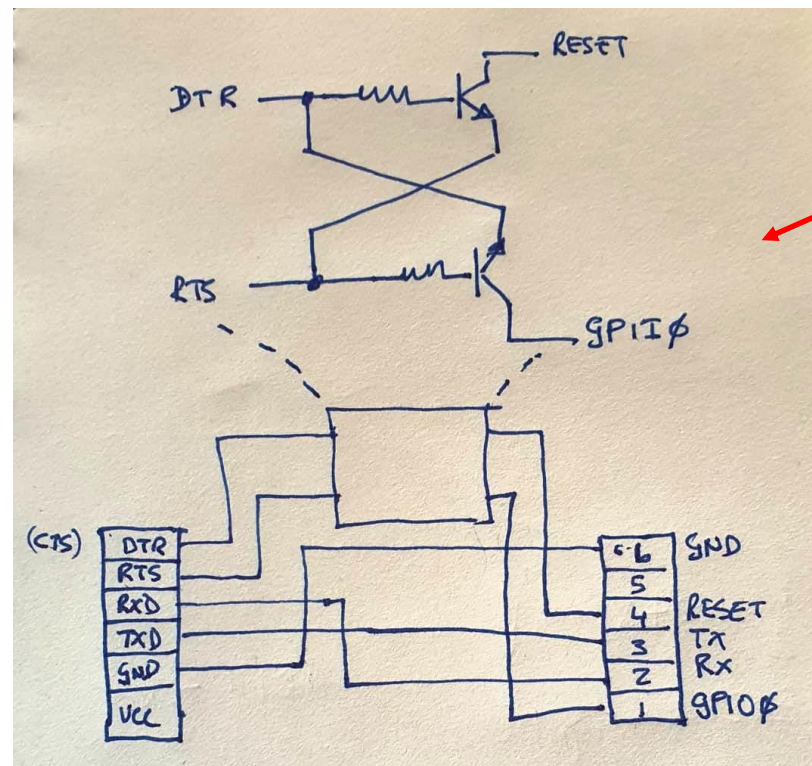 RESET
DTR
RTS
GPIIO
(CTS)
DTR
RTS
RXD
TXD
GND
VCC
6
5
4
3
2
1
GND
RESET
TX
RX
GPIOØ